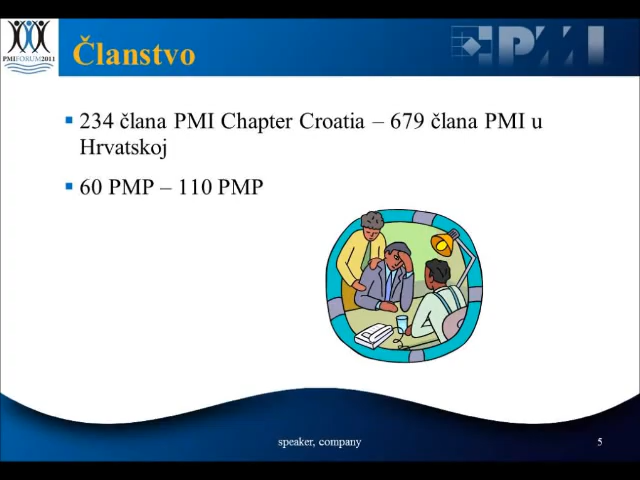 PMIFORUM2011
Članstvo
PMI
234 člana PMI Chapter Croatia – 679 člana PMI u
Hrvatskoj
60 PMP – 110 PMP
speaker, company
5